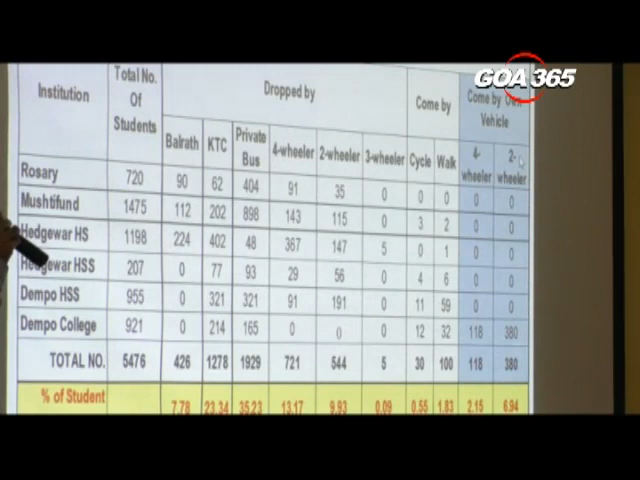 GOA 365
Institution Total No. Of Students Dropped by Come by Come by Own Vehicle
Balrath KTC Private Bus 4-wheeler 2-wheeler 3-wheeler Cycle Walk 4-wheeler 2-wheeler
Rosary 720 90 62 404 91 35 0 0 0 0 0
Mushtifund 1475 112 202 898 143 115 0 3 2 0 0
Hedgewar HS 1198 224 402 48 367 147 5 0 1 0 0
Hedgewar HSS 207 0 77 93 29 56 0 4 6 0 0
Dempo HSS 955 0 321 321 91 191 0 11 59 0 0
Dempo College 921 0 214 165 0 0 0 12 32 118 380
TOTAL NO. 5476 426 1278 1929 721 544 5 30 100 118 380
% of Student 7.78 23.34 35.23 13.17 9.93 0.09 0.55 1.83 2.15 6.94